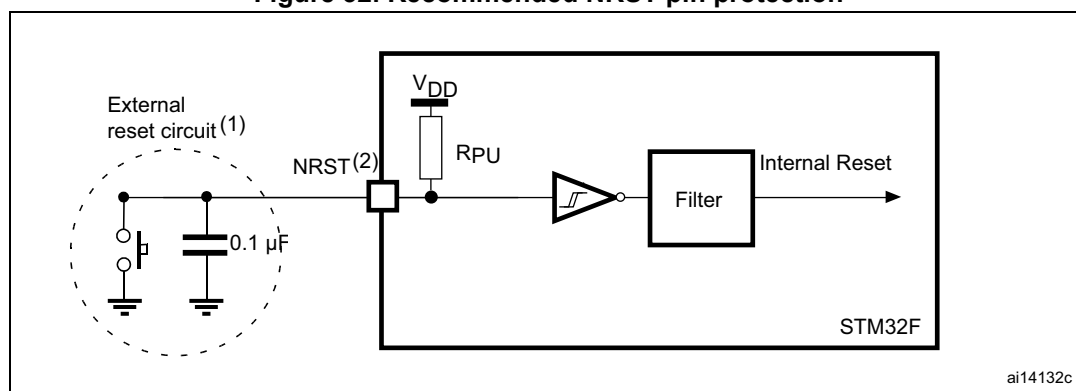 Figure 32. Recommended NRST pin protection
External
reset circuit(1)
VDD
NRST(2)
RPU
Internal Reset
Filter
0.1 µF
STM32F
ai14132c